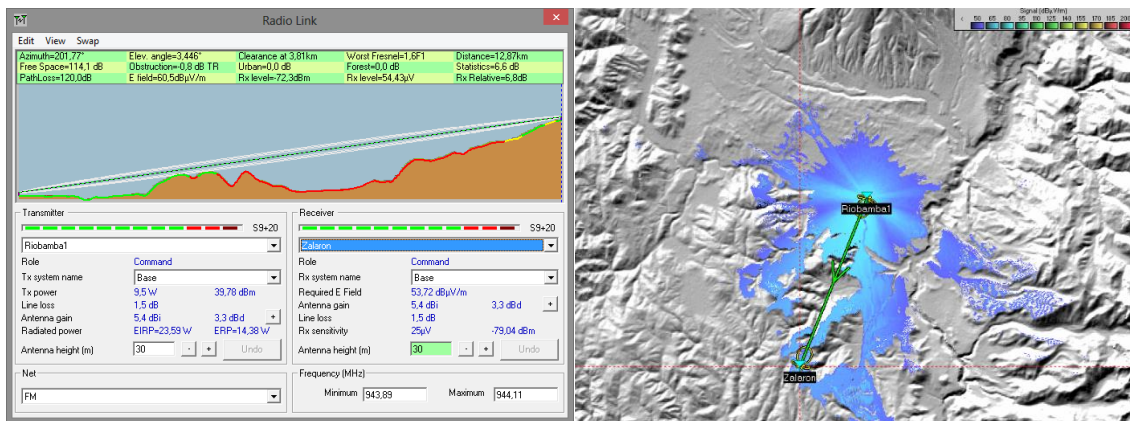 Radio Link
Edit View Swap
Azimuth=201,77° Elev. angle=3,446° Clearance at 3,81km Worst Fresnel=1,6F1 Distance=12,87km
Free Space=114,1 dB Obstruction=-0,8 dB TR Urban=0,0 dB Forest=0,0 dB Statistics=6,6 dB
PathLoss=120,0dB E field=60,5dBµV/m Rx level=-72,3dBm Rx level=54,43µV Rx Relative=6,8dB
Transmitter
S9+20
Riobamba1
Role Command
Tx system name Base
Tx power 9,5 W 39,78 dBm
Line loss 1,5 dB
Antenna gain 5,4 dBi 3,3 dBd +
Radiated power EIRP=23,59 W ERP=14,38 W
Antenna height (m) 30 - + Undo
Receiver
S9+20
Zalaron
Role Command
Rx system name Base
Required E Field 53,72 dBµV/m
Antenna gain 5,4 dBi 3,3 dBd +
Line loss 1,5 dB
Rx sensitivity 25µV -79,04 dBm
Antenna height (m) 30 - + Undo
Net
FM
Frequency (MHz)
Minimum 943,89 Maximum 944,11
Signal (dBµV/m)
< 50 65 80 95 110 125 140 155 170 185 200
Riobamba1
Zalaron